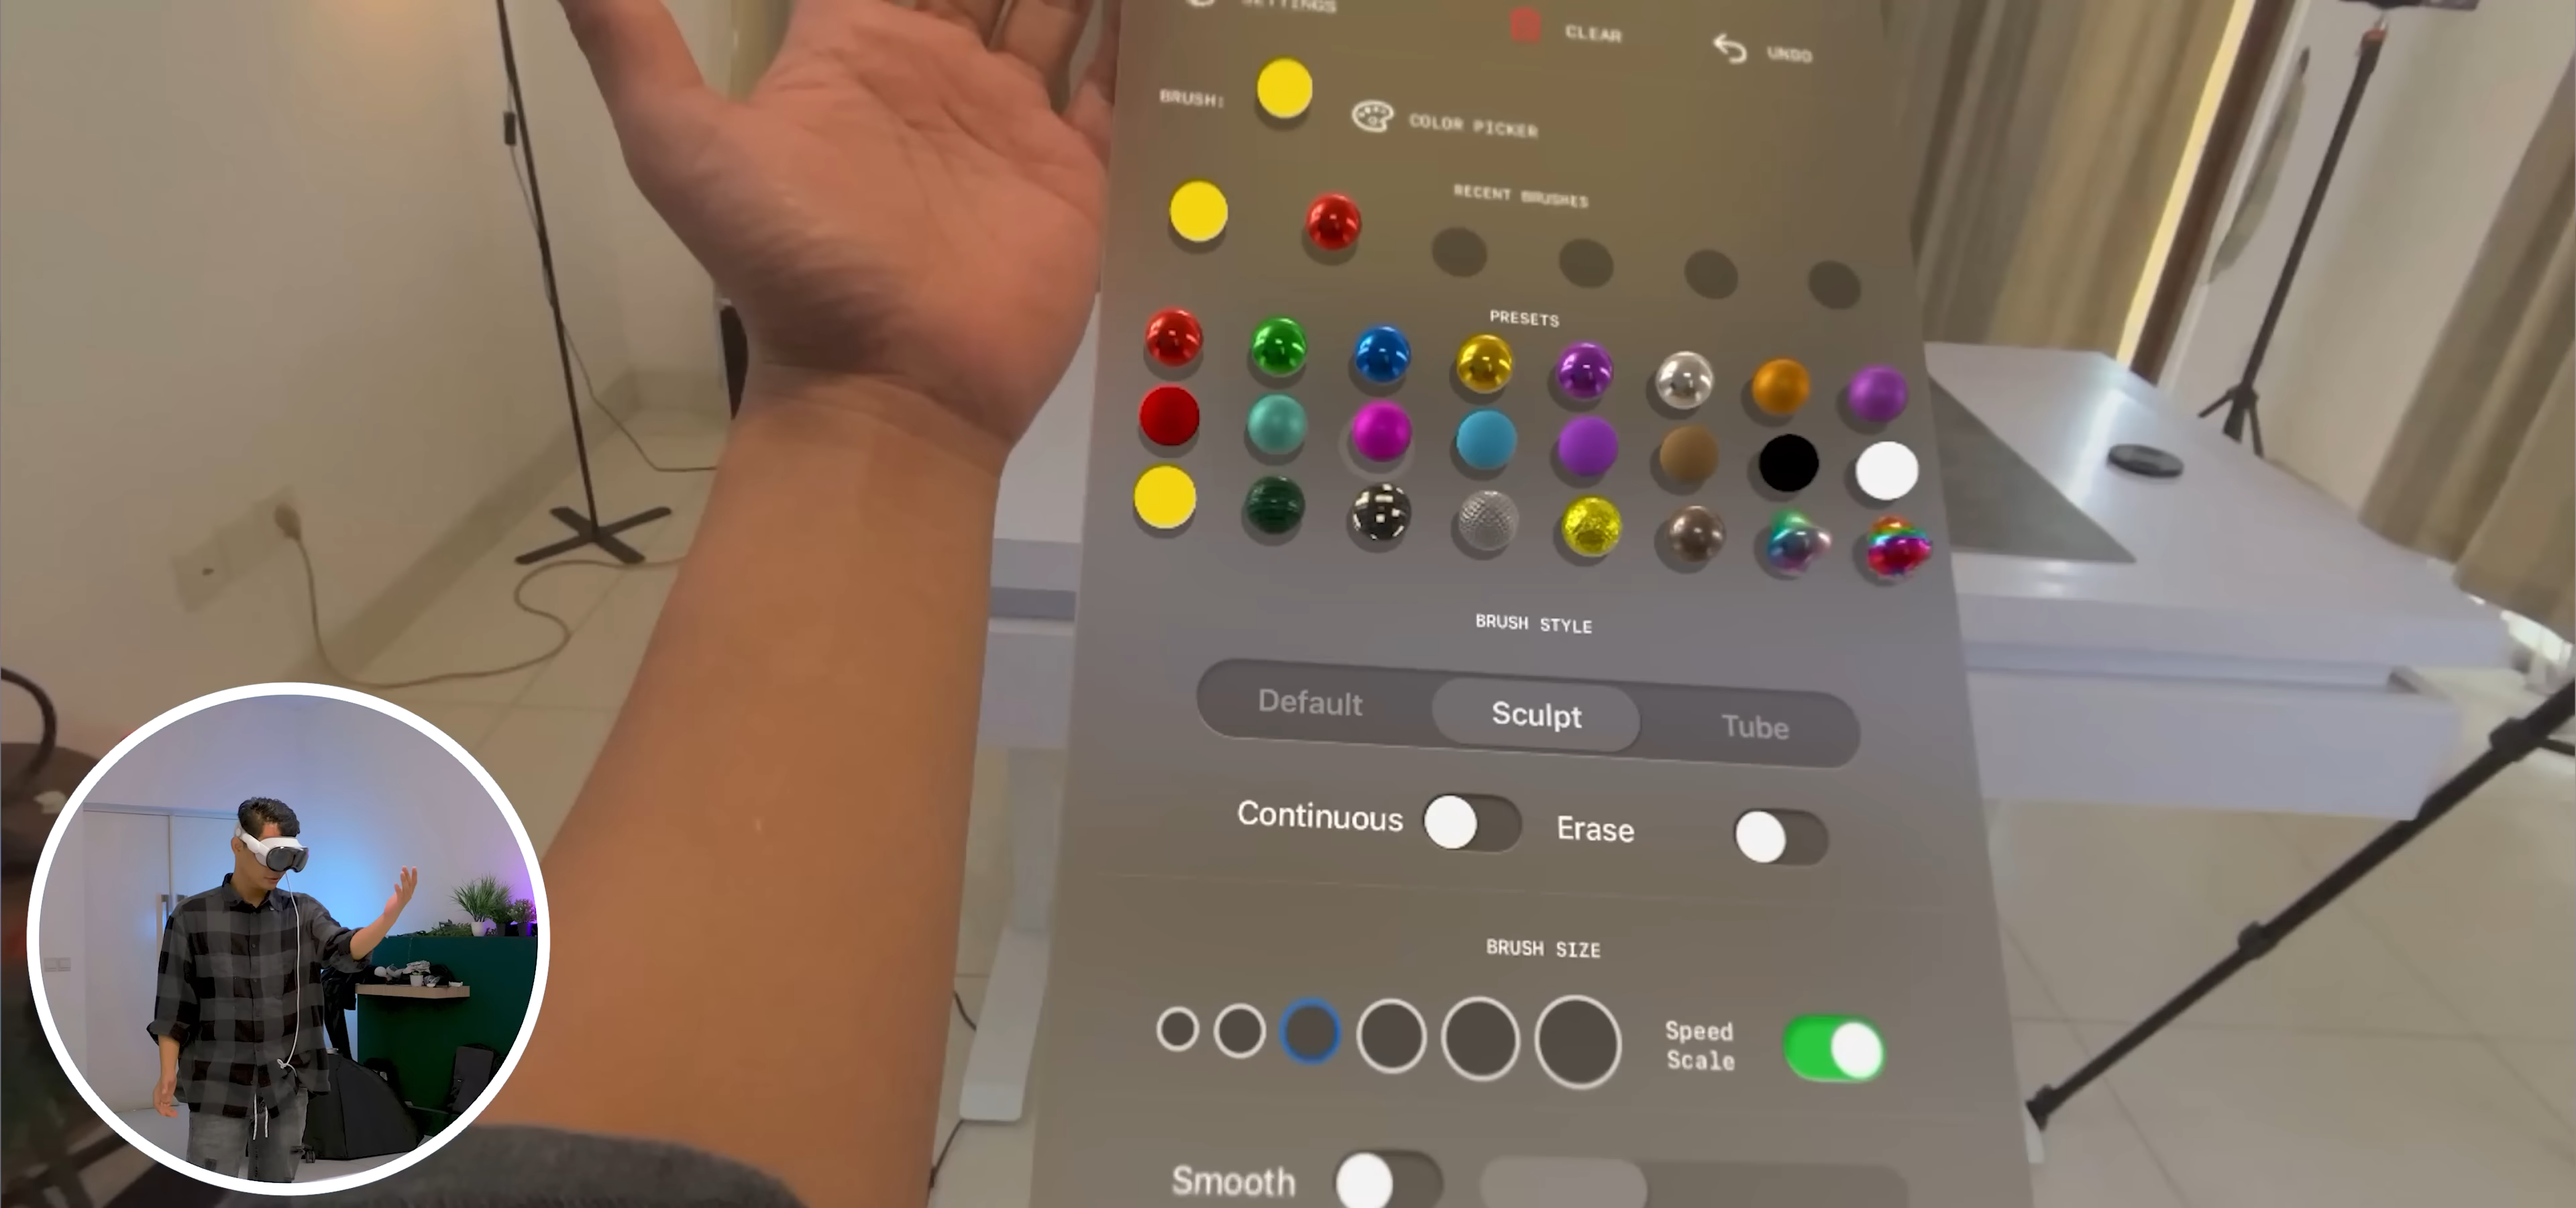 SETTINGS
CLEAR
UNDO
BRUSH:
COLOR PICKER
RECENT BRUSHES
PRESETS
BRUSH STYLE
Default
Sculpt
Tube
Continuous
Erase
BRUSH SIZE
Speed
Scale
Smooth